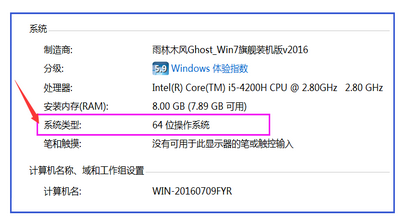 系统
制造商: 雨林木风Ghost_Win7旗舰装机版v2016
分级: 5.9 Windows 体验指数
处理器: Intel(R) Core(TM) i5-4200H CPU @ 2.80GHz 2.80 GHz
安装内存(RAM): 8.00 GB (7.89 GB 可用)
系统类型: 64 位操作系统
笔和触摸: 没有可用于此显示器的笔或触控输入
计算机名称、域和工作组设置
计算机名: WIN-20160709FYR